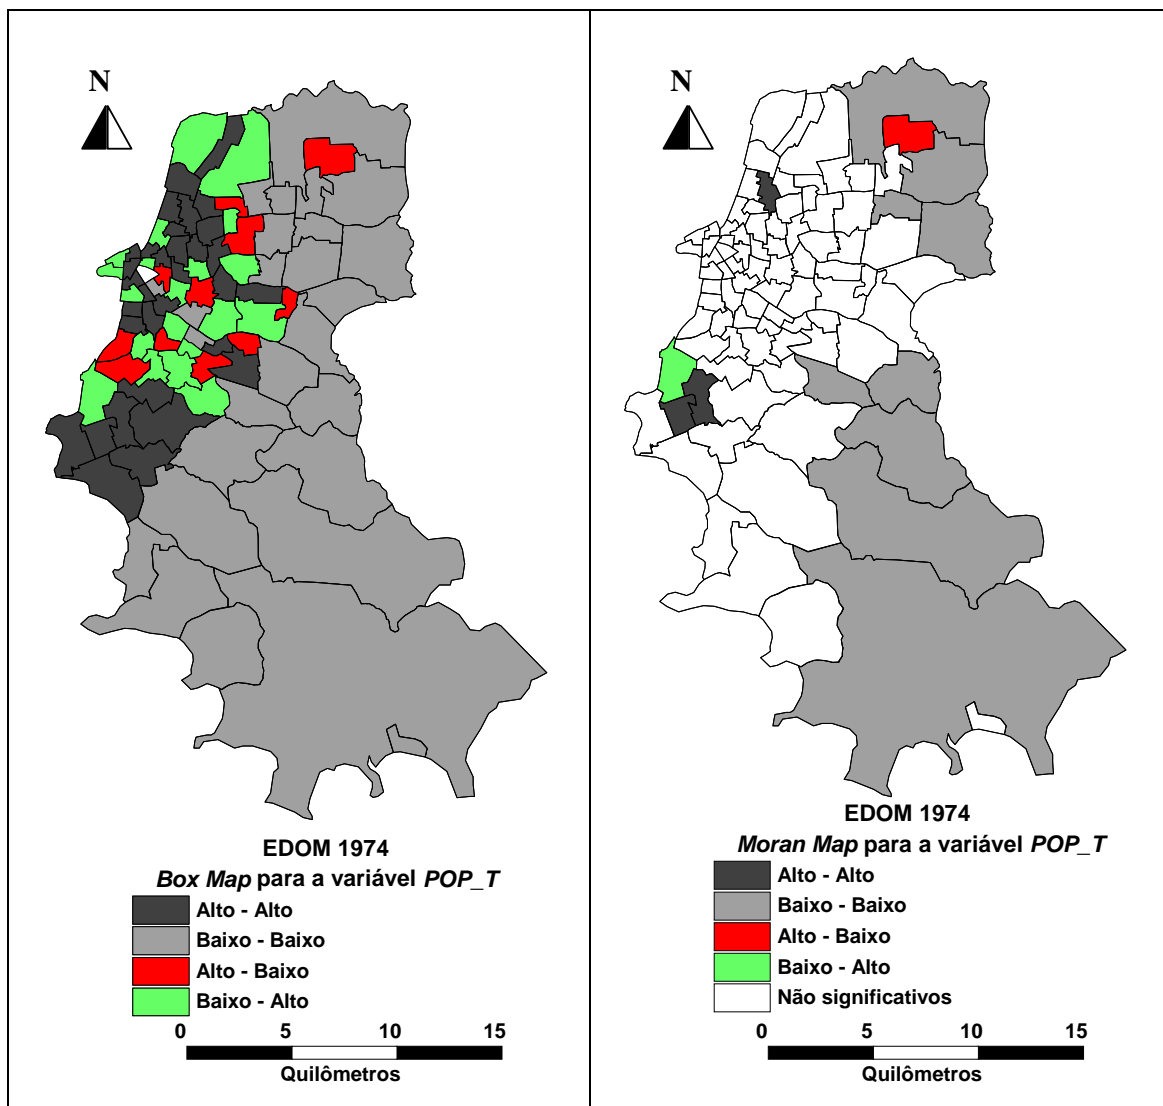 N
EDOM 1974
Box Map para a variável POP_T
Alto - Alto
Baixo - Baixo
Alto - Baixo
Baixo - Alto
0 5 10 15
Quilômetros
N
EDOM 1974
Moran Map para a variável POP_T
Alto - Alto
Baixo - Baixo
Alto - Baixo
Baixo - Alto
Não significativos
0 5 10 15
Quilômetros